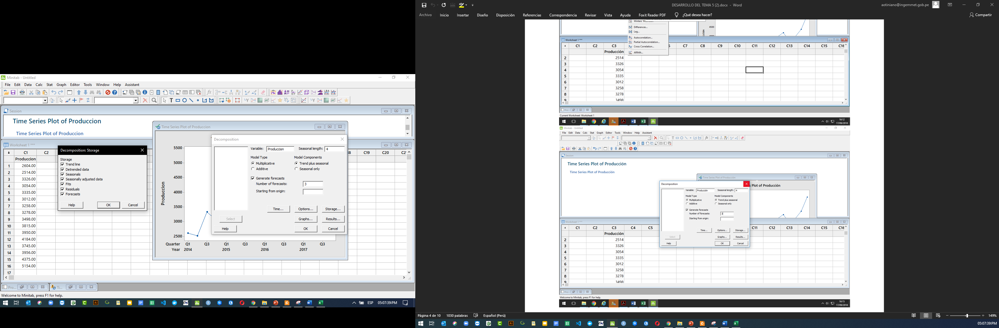 Minitab - Untitled
File Edit Data Calc Stat Graph Editor Tools Window Help Assistant
Session
Time Series Plot of Produccion
Time Series Plot of Produccion
Worksheet 1 ***
C1 C2 C19 C20
Produccion
1 2604.00
2 2514.00
3 3326.00
4 3054.00
5 3335.00
6 3012.00
7 3258.00
8 3278.00
9 3498.00
10 3815.00
11 3950.00
12 4184.00
13 3745.00
14 3956.00
15 4375.00
16 5154.00
17
Decomposition: Storage
Storage
Trend line
Detrended data
Seasonals
Seasonally adjusted data
Fits
Residuals
Forecasts
Help OK Cancel
Time Series Plot of Produccion
5500
5000
4500
4000
3500
3000
2500
Produccion
Quarter Q1 Q3 Q1 Q3 Q1 Q3 Q1 Q3
Year 2014 2015 2016 2017
Decomposition
Variable: Produccion Seasonal length: 4
Model Type Model Components
Multiplicative Trend plus seasonal
Additive Seasonal only
Generate forecasts
Number of forecasts: 3
Starting from origin:
Time... Options... Storage...
Select Graphs... Results...
Help OK Cancel
Pro... Ti...
Welcome to Minitab, press F1 for help.
ESP 05:07:39:PM
DESARROLLO DEL TEMA 5 (2).docx - Word
aotiniano@ingemmet.gob.pe
Archivo Inicio Insertar Diseño Disposición Referencias Correspondencia Revisar Vista Ayuda Foxit Reader PDF ¿Qué desea hacer? Compartir
Differences...
Lag...
Autocorrelation...
Partial Autocorrelation...
Cross Correlation...
ARIMA...
4500
Worksheet 1 ***
C1 C2 C3 C7 C8 C9 C10 C11 C12 C13 C14 C15 C16
Producción
2 2514
3 3326
4 3054
5 3335
6 3012
7 3258
8 3278
9 3498
Pro...
Current Worksheet: Worksheet 1
16:12
17/09/2018
Minitab - Untitled
File Edit Data Calc Stat Graph Editor Tools Window Help Assistant
Session
Time Series Plot of Producción
Time Series Plot of Producción
Time Series Plot of Producción
Plot of Producción
Decomposition
Variable: Producción Seasonal length: 4
Model Type Model Components
Multiplicative Trend plus seasonal
Additive Seasonal only
Generate forecasts
Number of forecasts: 3
Starting from origin:
Time... Options... Storage...
Select Graphs... Results...
Help OK Cancel
Worksheet 1 ***
C1 C2 C3 C4 C5 C11 C12 C13 C14 C15 C16
Producción
2 2514
3 3326
4 3054
5 3335
6 3012
7 3258
8 3278
9 3498
Pro...
Welcome to Minitab, press F1 for help.
16:15
17/09/2018
Página 4 de 10 1030 palabras Español (Perú) 149%
05:07:39:PM